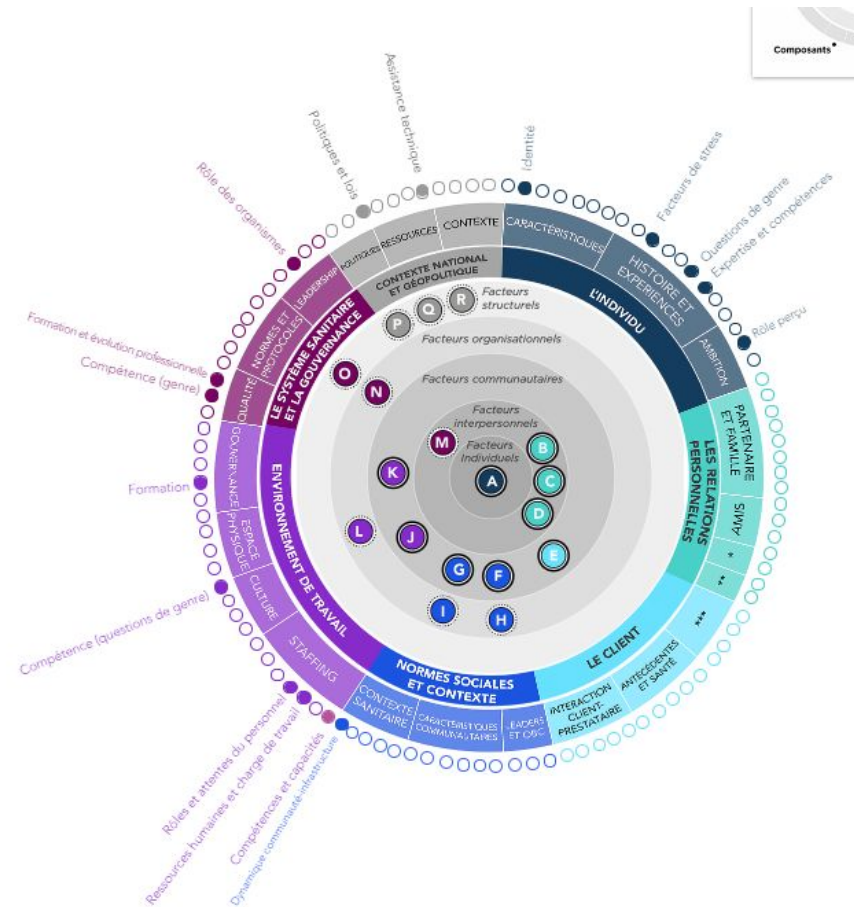 Composants
Assistance technique
Politiques et lois
Rôle des organismes
Formation et évolution professionnelle
Compétence (genre)
Formation
Compétence (questions de genre)
Rôles et attentes du personnel
Ressources humaines et charge de travail
Compétences et capacités
Dynamique communauté-infrastructure
Identité
Facteurs de stress
Questions de genre
Expertise et compétences
Rôle perçu
CARACTÉRISTIQUES
HISTOIRE ET
EXPERIENCES
AMBITION
L'INDIVIDU
PARTENAIRE
ET FAMILLE
AMIS
*
**
LES RELATIONS
PERSONNELLES
***
ANTÉCÉDENTES
ET SANTÉ
INTERACTION
CLIENT-
PRESTATAIRE
LE CLIENT
LEADERS
ET OBC
CARACTÉRISTIQUES
COMMUNAUTAIRES
CONTEXTE
SANITAIRE
NORMES SOCIALES
ET CONTEXTE
STAFFING
CULTURE
ESPACE
PHYSIQUE
GOUVERNANCE
ENVIRONNEMENT DE TRAVAIL
QUALITÉ
NORMES ET
PROTOCOLES
LEADERSHIP
LE SYSTÈME SANITAIRE
ET LA GOUVERNANCE
POLITIQUES
RESSOURCES
CONTEXTE
CONTEXTE NATIONAL
ET GÉOPOLITIQUE
Facteurs
structurels
Facteurs organisationnels
Facteurs communautaires
Facteurs
interpersonnels
Facteurs
Individuels
P
Q
R
O
N
M
B
K
A
C
D
L
J
E
G
F
I
H